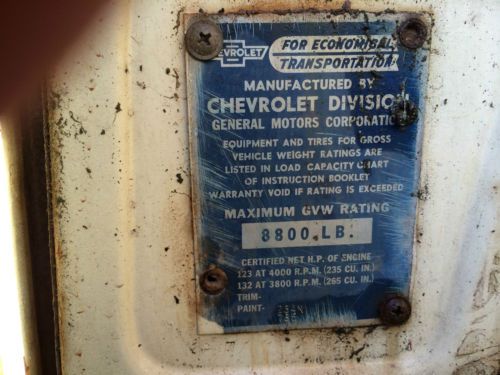 CHEVROLET
FOR ECONOMICAL
TRANSPORTATION
MANUFACTURED BY
CHEVROLET DIVISION
GENERAL MOTORS CORPORATION
EQUIPMENT AND TIRES FOR GROSS
VEHICLE WEIGHT RATINGS ARE
LISTED IN LOAD CAPACITY CHART
OF INSTRUCTION BOOKLET
WARRANTY VOID IF RATING IS EXCEEDED
MAXIMUM GVW RATING
8800 LB.
CERTIFIED NET H.P. OF ENGINE
123 AT 4000 R.P.M. (235 CU. IN.)
132 AT 3800 R.P.M. (265 CU. IN.)
TRIM-
PAINT-